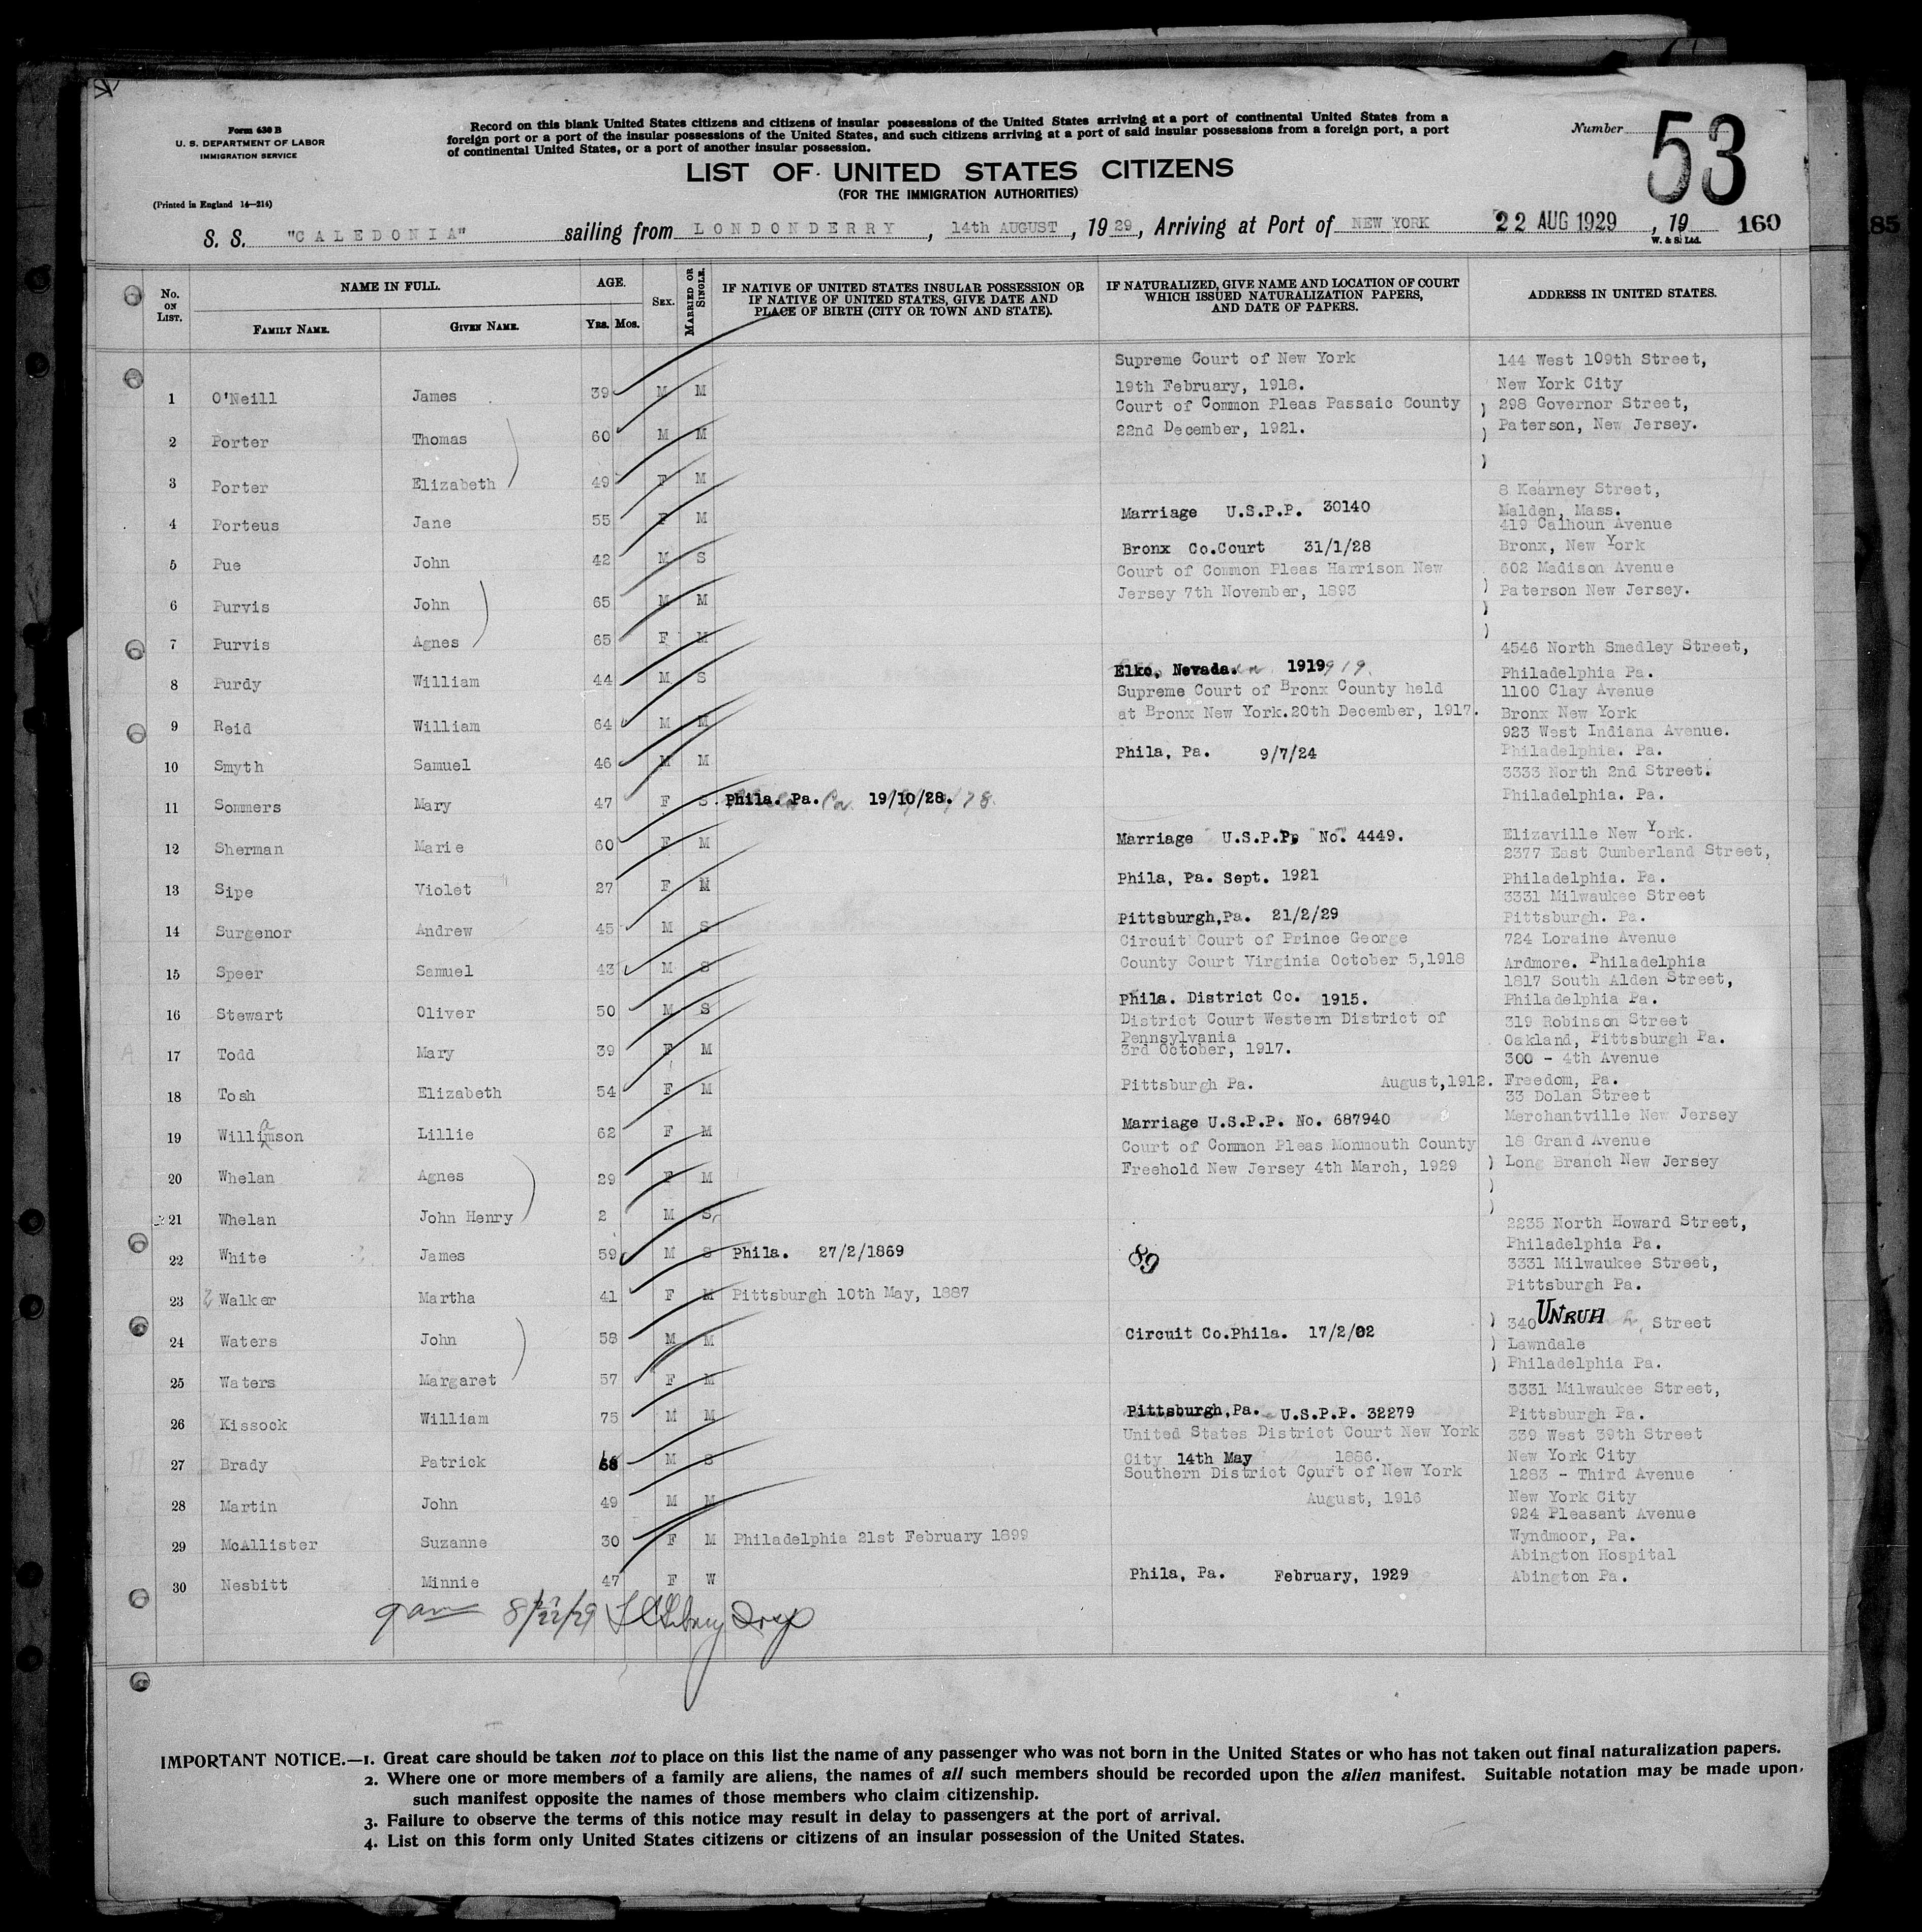 Form 630 B
U. S. DEPARTMENT OF LABOR
IMMIGRATION SERVICE
(Printed in England 14—214)
Record on this blank United States citizens and citizens of insular possessions of the United States arriving at a port of continental United States from a
foreign port or a port of the insular possessions of the United States, and such citizens arriving at a port of said insular possessions from a foreign port, a port
of continental United States, or a port of another insular possession.
Number 53
LIST OF UNITED STATES CITIZENS
(FOR THE IMMIGRATION AUTHORITIES)
S. S. "CALEDONIA" sailing from LONDONDERRY, 14th AUGUST, 1929, Arriving at Port of NEW YORK 22 AUG 1929, 19 160
W. & S. Ltd.
185
No. ON LIST. NAME IN FULL. AGE. SEX. MARRIED OR SINGLE. IF NATIVE OF UNITED STATES INSULAR POSSESSION OR IF NATIVE OF UNITED STATES, GIVE DATE AND PLACE OF BIRTH (CITY OR TOWN AND STATE). IF NATURALIZED, GIVE NAME AND LOCATION OF COURT WHICH ISSUED NATURALIZATION PAPERS, AND DATE OF PAPERS. ADDRESS IN UNITED STATES.
FAMILY NAME. GIVEN NAME. YRS. MOS.
Supreme Court of New York 144 West 109th Street,
1 O'Neill James 39 M M 19th February, 1918. New York City
Court of Common Pleas Passaic County ) 298 Governor Street,
2 Porter Thomas 60 M M 22nd December, 1921. ) Paterson, New Jersey.
3 Porter Elizabeth 49 F M )
8 Kearney Street,
4 Porteus Jane 55 F M Marriage U.S.P.P. 30140 Malden, Mass.
419 Calhoun Avenue
5 Pue John 42 M S Bronx Co.Court 31/1/28 Bronx, New York
Court of Common Pleas Harrison New 602 Madison Avenue
6 Purvis John 65 M M Jersey 7th November, 1893 ) Paterson New Jersey.
7 Purvis Agnes 65 F M )
4546 North Smedley Street,
8 Purdy William 44 M S Elko, Nevada. 1919 Philadelphia Pa.
Supreme Court of Bronx County held 1100 Clay Avenue
9 Reid William 64 M M at Bronx New York.20th December, 1917. Bronx New York
923 West Indiana Avenue.
10 Smyth Samuel 46 M M Phila, Pa. 9/7/24 Philadelphia. Pa.
3333 North 2nd Street.
11 Sommers Mary 47 F S Phila. Pa. 19/10/28. Philadelphia. Pa.
12 Sherman Marie 60 F M Marriage U.S.P.P. No. 4449. Elizaville New York.
2377 East Cumberland Street,
13 Sipe Violet 27 F M Phila, Pa. Sept. 1921 Philadelphia. Pa.
3331 Milwaukee Street
14 Surgenor Andrew 45 M S Pittsburgh,Pa. 21/2/29 Pittsburgh. Pa.
Circuit Court of Prince George 724 Loraine Avenue
15 Speer Samuel 43 M S County Court Virginia October 5,1918 Ardmore. Philadelphia
1817 South Alden Street,
16 Stewart Oliver 50 M S Phila. District Co. 1915. Philadelphia Pa.
District Court Western District of 319 Robinson Street
Pennsylvania Oakland, Pittsburgh Pa.
17 Todd Mary 39 F M 3rd October, 1917. 300 - 4th Avenue
18 Tosh Elizabeth 54 F M Pittsburgh Pa. August,1912. Freedom, Pa.
33 Dolan Street
19 Williamson Lillie 62 F M Marriage U.S.P.P. No. 687940 Merchantville New Jersey
Court of Common Pleas Monmouth County 18 Grand Avenue
20 Whelan Agnes 29 F M Freehold New Jersey 4th March, 1929 ) Long Branch New Jersey
21 Whelan John Henry 2 M S )
2235 North Howard Street,
22 White James 59 M S Phila. 27/2/1869 89 Philadelphia Pa.
3331 Milwaukee Street,
23 Walker Martha 41 F M Pittsburgh 10th May, 1887 Pittsburgh Pa.
24 Waters John 58 M M Circuit Co.Phila. 17/2/02 ) 340 UNRUH Street
) Lawndale
25 Waters Margaret 57 F M ) Philadelphia Pa.
3331 Milwaukee Street,
26 Kissock William 75 M M Pittsburgh,Pa. U.S.P.P. 32279 Pittsburgh Pa.
United States District Court New York 339 West 39th Street
27 Brady Patrick M S City 14th May 1886. New York City
Southern District Court of New York 1283 - Third Avenue
28 Martin John 49 M M August, 1916 New York City
924 Pleasant Avenue
29 McAllister Suzanne 30 F M Philadelphia 21st February 1899 Wyndmoor, Pa.
Abington Hospital
30 Nesbitt Minnie 47 F W Phila, Pa. February, 1929 Abington Pa.
8/22/29
IMPORTANT NOTICE.—1. Great care should be taken not to place on this list the name of any passenger who was not born in the United States or who has not taken out final naturalization papers.
2. Where one or more members of a family are aliens, the names of all such members should be recorded upon the alien manifest. Suitable notation may be made upon
such manifest opposite the names of those members who claim citizenship.
3. Failure to observe the terms of this notice may result in delay to passengers at the port of arrival.
4. List on this form only United States citizens or citizens of an insular possession of the United States.